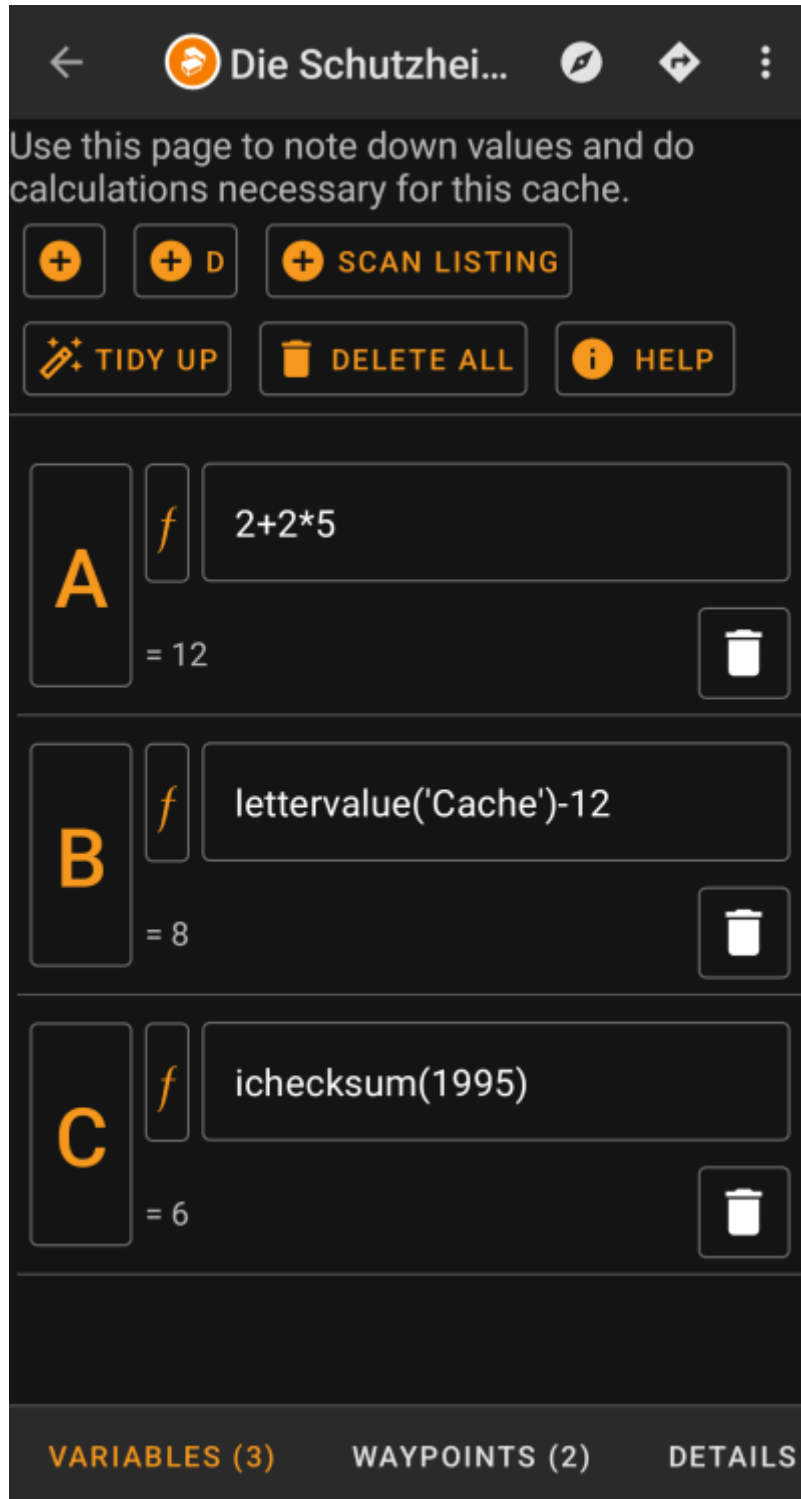 Die Schutzhei...
Use this page to note down values and do
calculations necessary for this cache.
D
SCAN LISTING
TIDY UP
DELETE ALL
HELP
A
f
2+2*5
= 12
B
f
lettervalue('Cache')-12
= 8
C
f
ichecksum(1995)
= 6
VARIABLES (3)
WAYPOINTS (2)
DETAILS